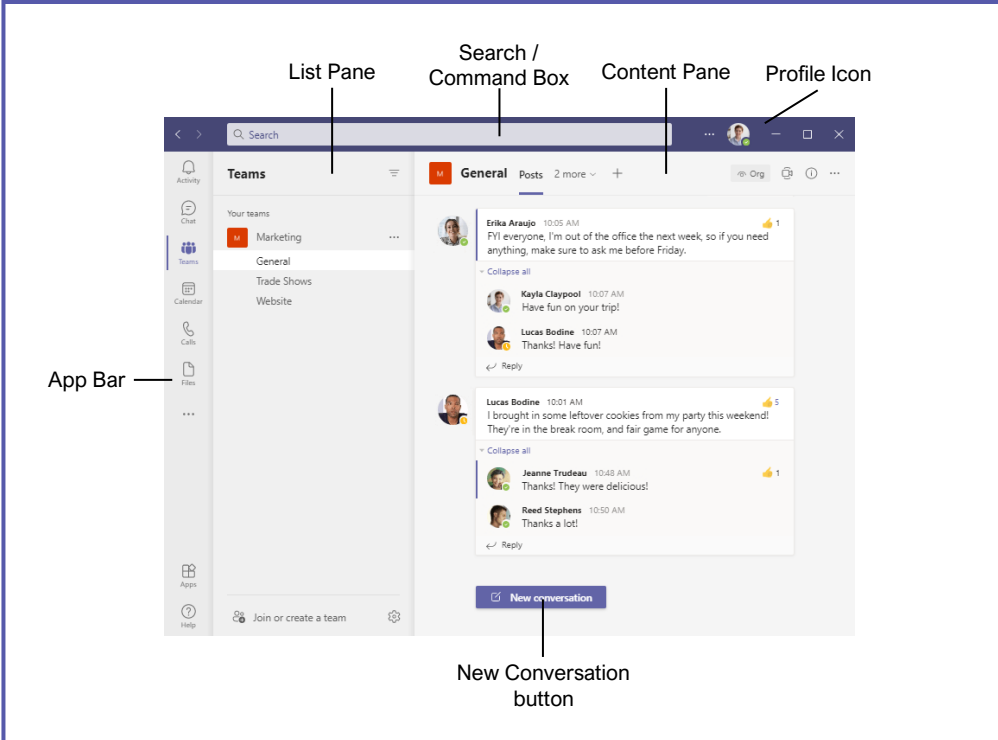 Search /
Command Box
List Pane
Content Pane
Profile Icon
Search
Activity
Chat
Teams
Calendar
Calls
App Bar
Files
Apps
Help
Teams
Your teams
M Marketing
General
Trade Shows
Website
Join or create a team
M General Posts 2 more
Org
Erika Araujo 10:05 AM 1
FYI everyone, I'm out of the office the next week, so if you need
anything, make sure to ask me before Friday.
Collapse all
Kayla Claypool 10:07 AM
Have fun on your trip!
Lucas Bodine 10:07 AM
Thanks! Have fun!
Reply
Lucas Bodine 10:01 AM 5
I brought in some leftover cookies from my party this weekend!
They're in the break room, and fair game for anyone.
Collapse all
Jeanne Trudeau 10:48 AM 1
Thanks! They were delicious!
Reed Stephens 10:50 AM
Thanks a lot!
Reply
New conversation
New Conversation
button